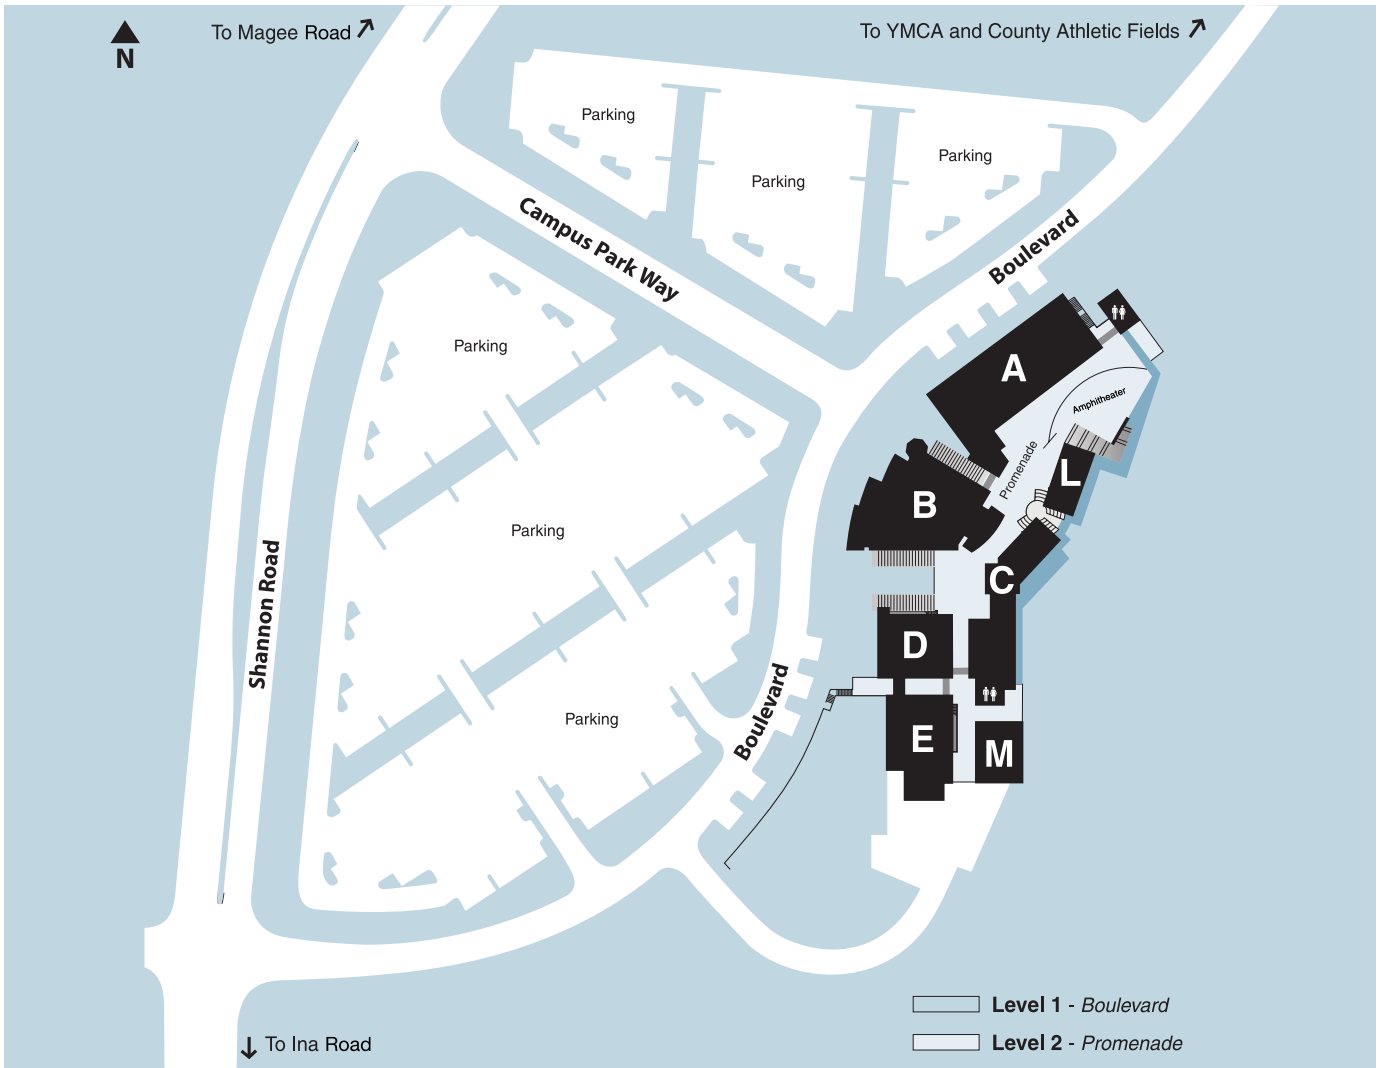 To Magee Road
To YMCA and County Athletic Fields
N
Parking
Parking
Parking
Campus Park Way
Boulevard
Parking
A
Amphitheater
Promenade
L
B
Parking
C
Shannon Road
D
Boulevard
Parking
E
M
Level 1 - Boulevard
Level 2 - Promenade
To Ina Road